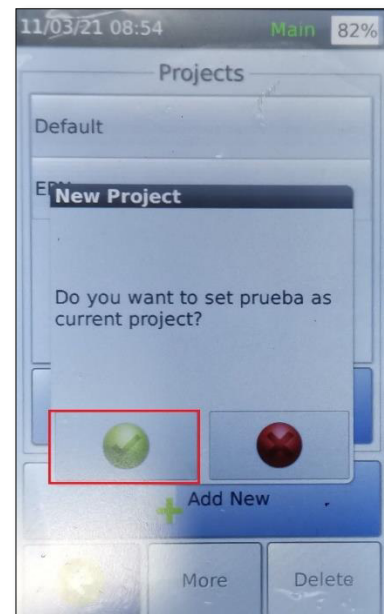 11/03/21 08:54 Main 82%
Projects
Default
New Project
Do you want to set prueba as
current project?
Add New
More Delete